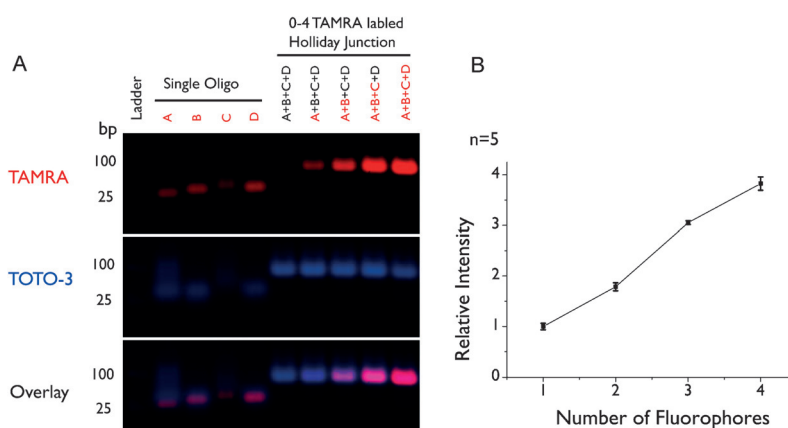 A
Ladder
Single Oligo
A
B
C
D
0-4 TAMRA labled
Holliday Junction
A+B+C+D
A+B+C+D
A+B+C+D
A+B+C+D
A+B+C+D
bp
TAMRA
100
25
TOTO-3
100
25
Overlay
100
25
B
n=5
Relative Intensity
4
3
2
1
0
1
2
3
4
Number of Fluorophores